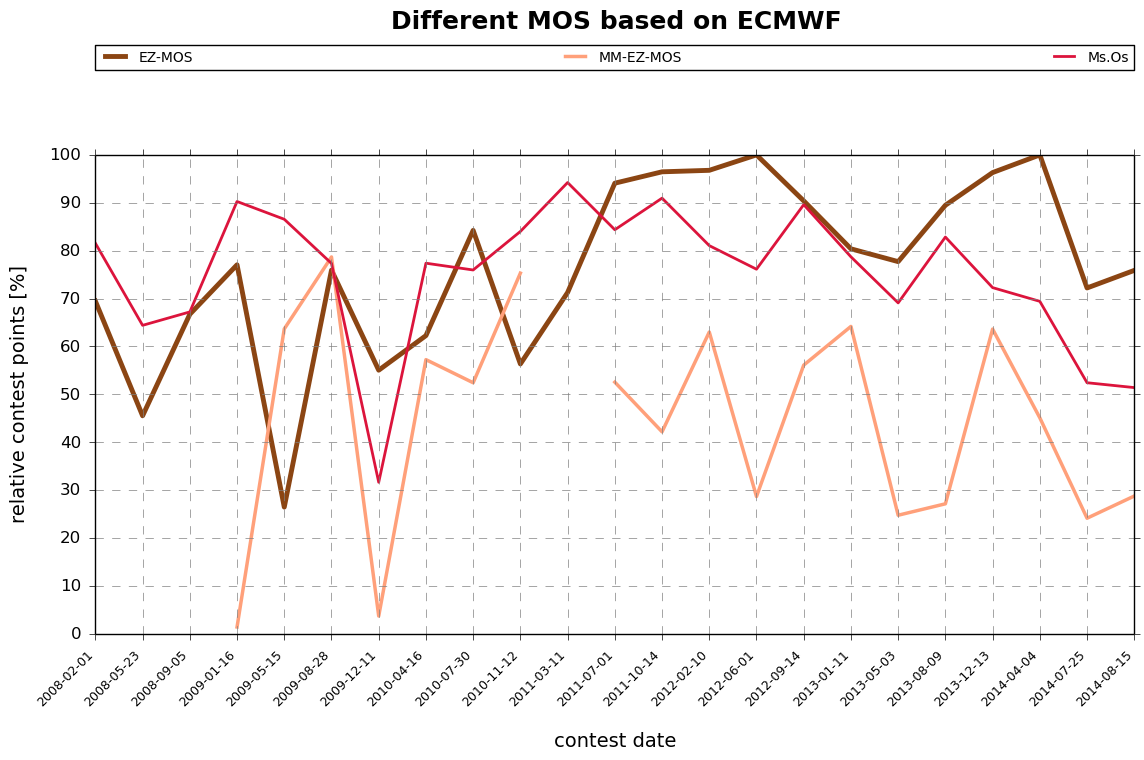 Different MOS based on ECMWF
EZ-MOS MM-EZ-MOS Ms.Os
relative contest points [%]
100
90
80
70
60
50
40
30
20
10
0
2008-02-01 2008-05-23 2008-09-05 2009-01-16 2009-05-15 2009-08-28 2009-12-11 2010-04-16 2010-07-30 2010-11-12 2011-03-11 2011-07-01 2011-10-14 2012-02-10 2012-06-01 2012-09-14 2013-01-11 2013-05-03 2013-08-09 2013-12-13 2014-04-04 2014-07-25 2014-08-15
contest date